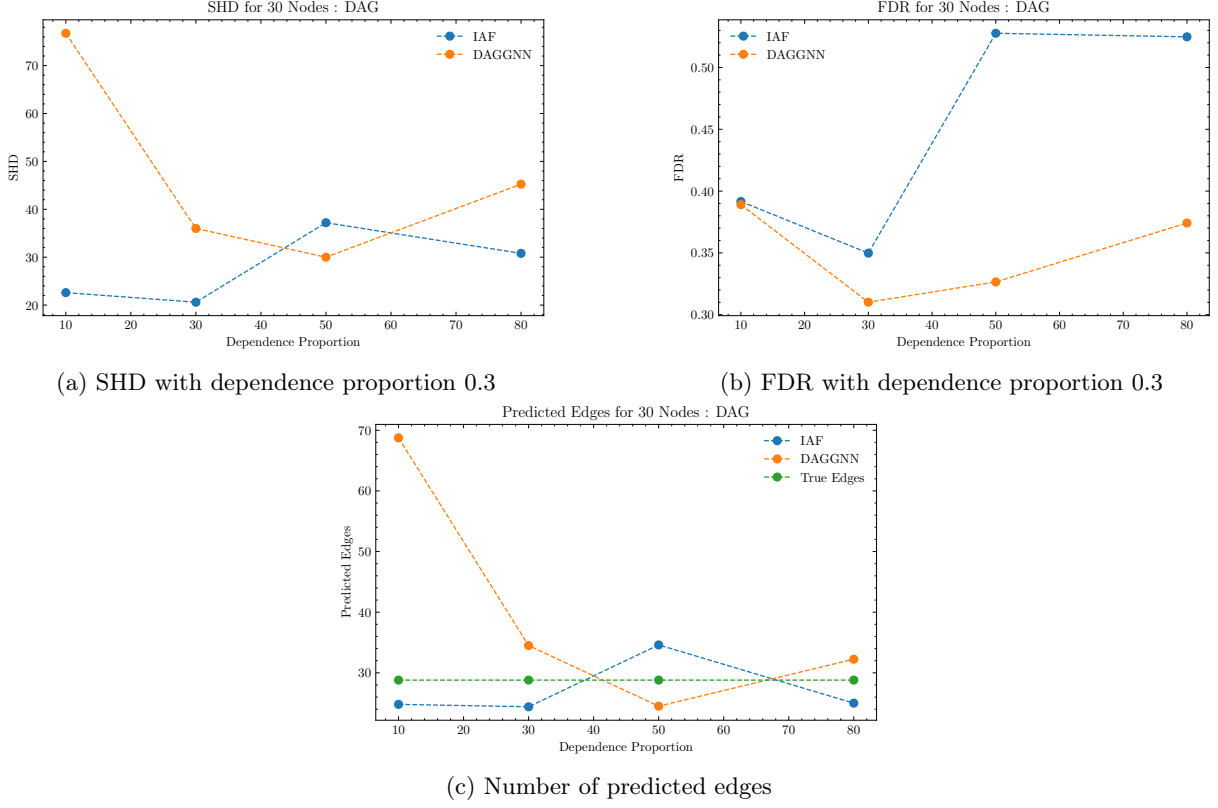 SHD for 30 Nodes : DAG
70
60
50
40
30
20
SHD
IAF
DAGGNN
10 20 30 40 50 60 70 80
Dependence Proportion
(a) SHD with dependence proportion 0.3
FDR for 30 Nodes : DAG
0.50
0.45
0.40
0.35
0.30
FDR
IAF
DAGGNN
10 20 30 40 50 60 70 80
Dependence Proportion
(b) FDR with dependence proportion 0.3
Predicted Edges for 30 Nodes : DAG
70
60
50
40
30
Predicted Edges
IAF
DAGGNN
True Edges
10 20 30 40 50 60 70 80
Dependence Proportion
(c) Number of predicted edges